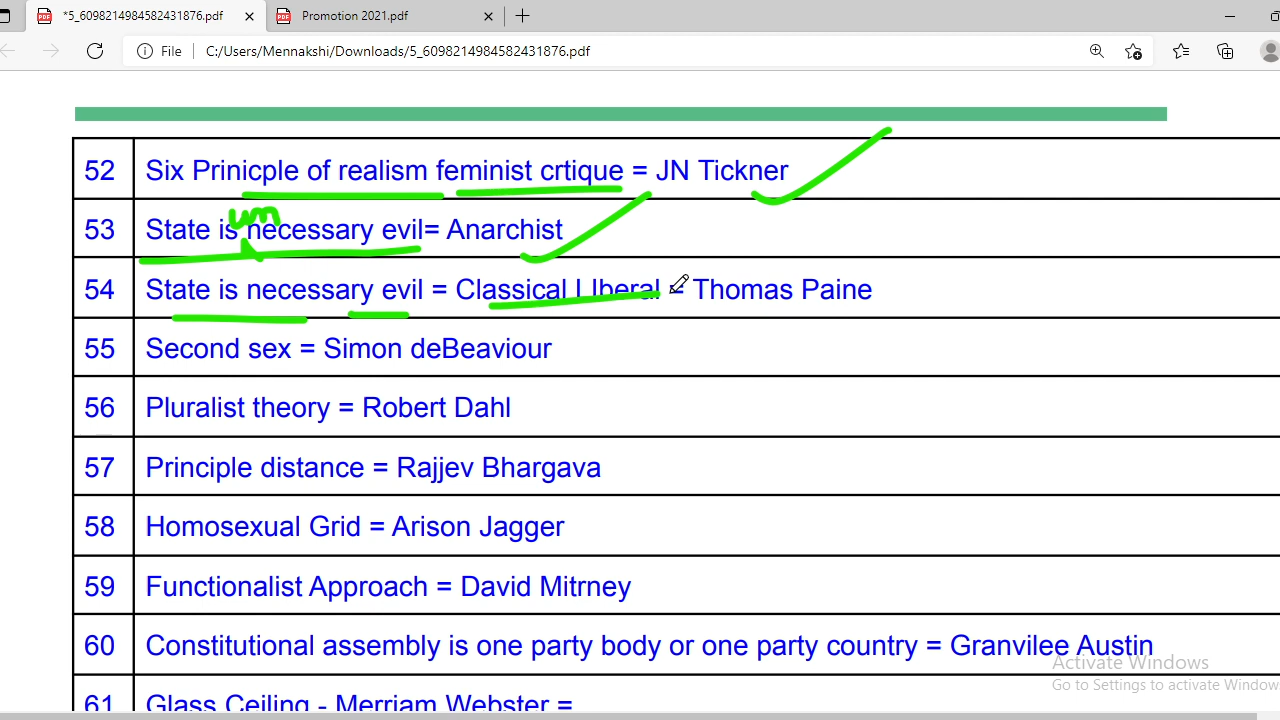 *5_6098214984582431876.pdf
Promotion 2021.pdf
File
C:/Users/Mennakshi/Downloads/5_6098214984582431876.pdf
52 Six Prinicple of realism feminist crtique = JN Tickner
un
53 State is necessary evil= Anarchist
54 State is necessary evil = Classical LIberal = Thomas Paine
55 Second sex = Simon deBeaviour
56 Pluralist theory = Robert Dahl
57 Principle distance = Rajjev Bhargava
58 Homosexual Grid = Arison Jagger
59 Functionalist Approach = David Mitrney
60 Constitutional assembly is one party body or one party country = Granvilee Austin
Activate Windows
Go to Settings to activate Window
61 Glass Ceiling - Merriam Webster =